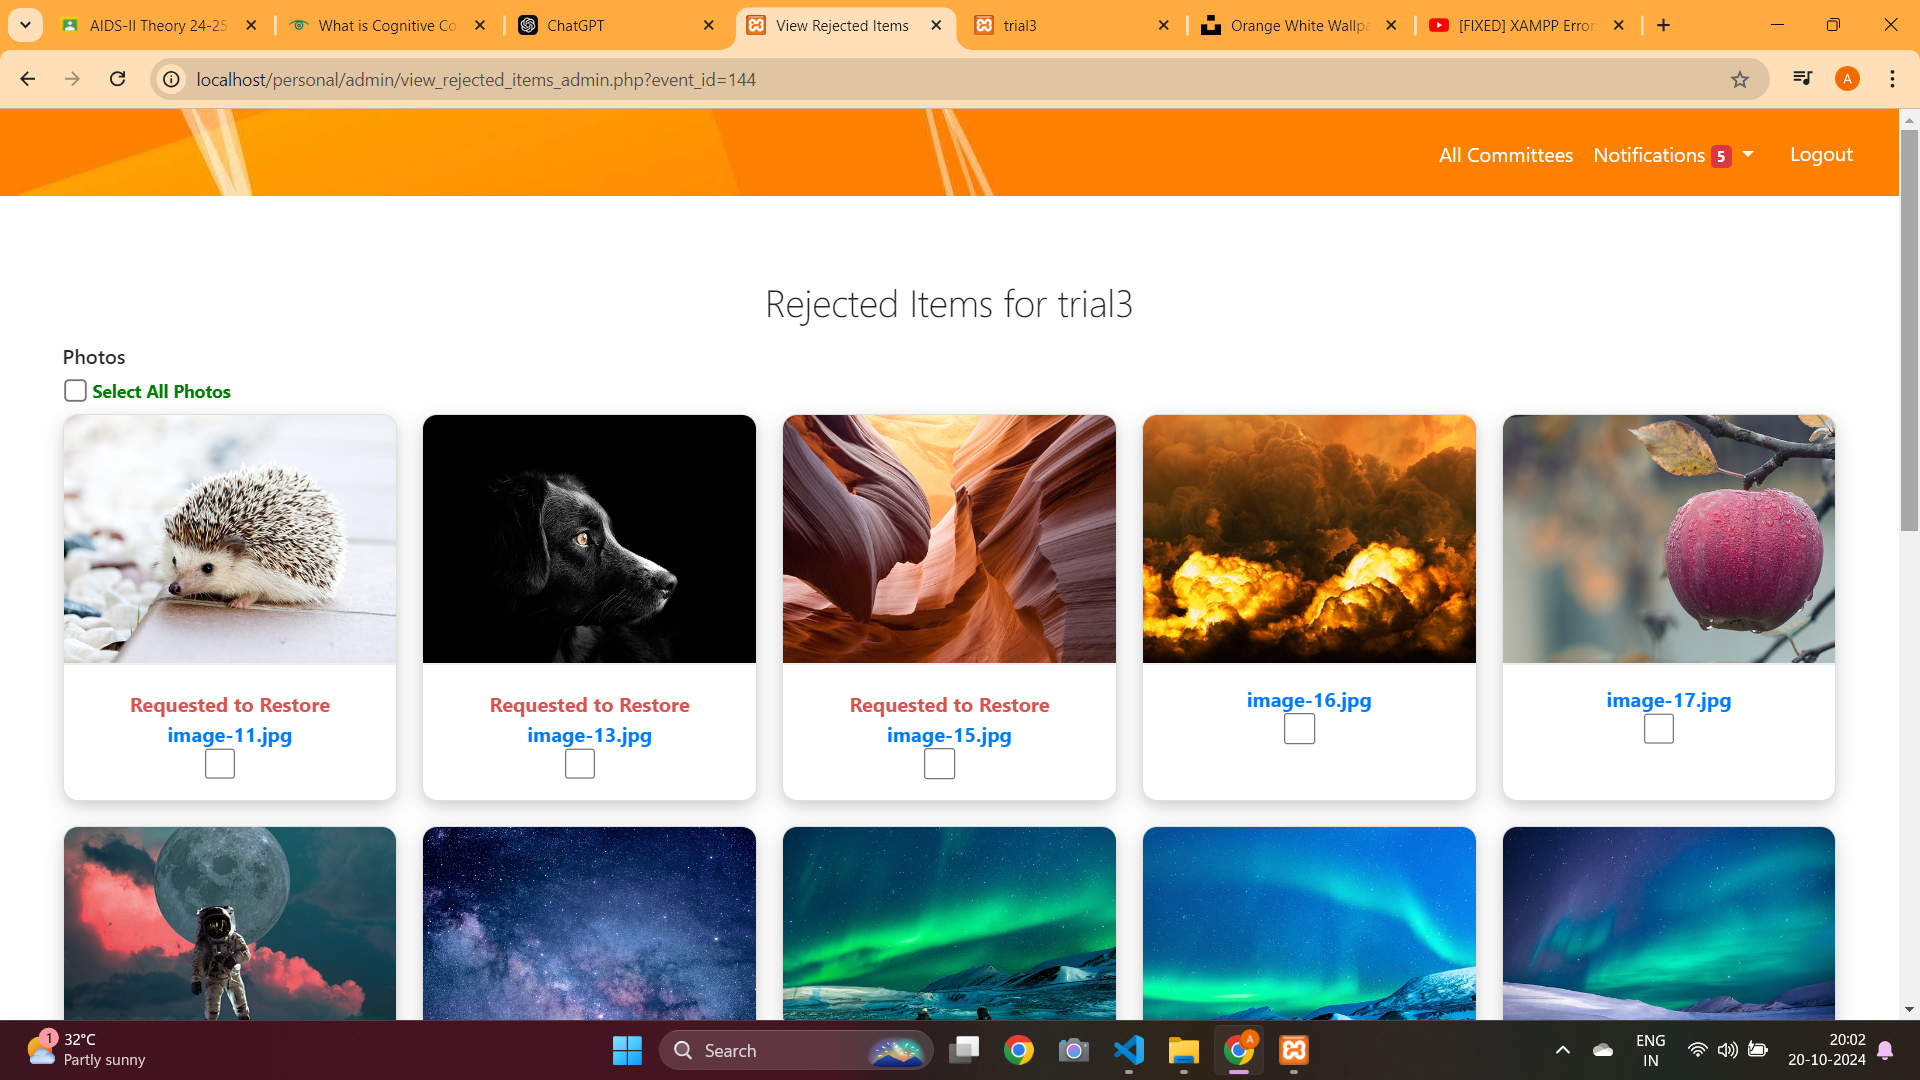 AIDS-II Theory 24-25
What is Cognitive Co
ChatGPT
View Rejected Items
trial3
Orange White Wallpa
[FIXED] XAMPP Error:
localhost/personal/admin/view_rejected_items_admin.php?event_id=144
A
All Committees
Notifications 5
Logout
Rejected Items for trial3
Photos
Select All Photos
Requested to Restore
image-11.jpg
Requested to Restore
image-13.jpg
Requested to Restore
image-15.jpg
image-16.jpg
image-17.jpg
1
32°C
Partly sunny
Search
A
ENG
IN
20:02
20-10-2024